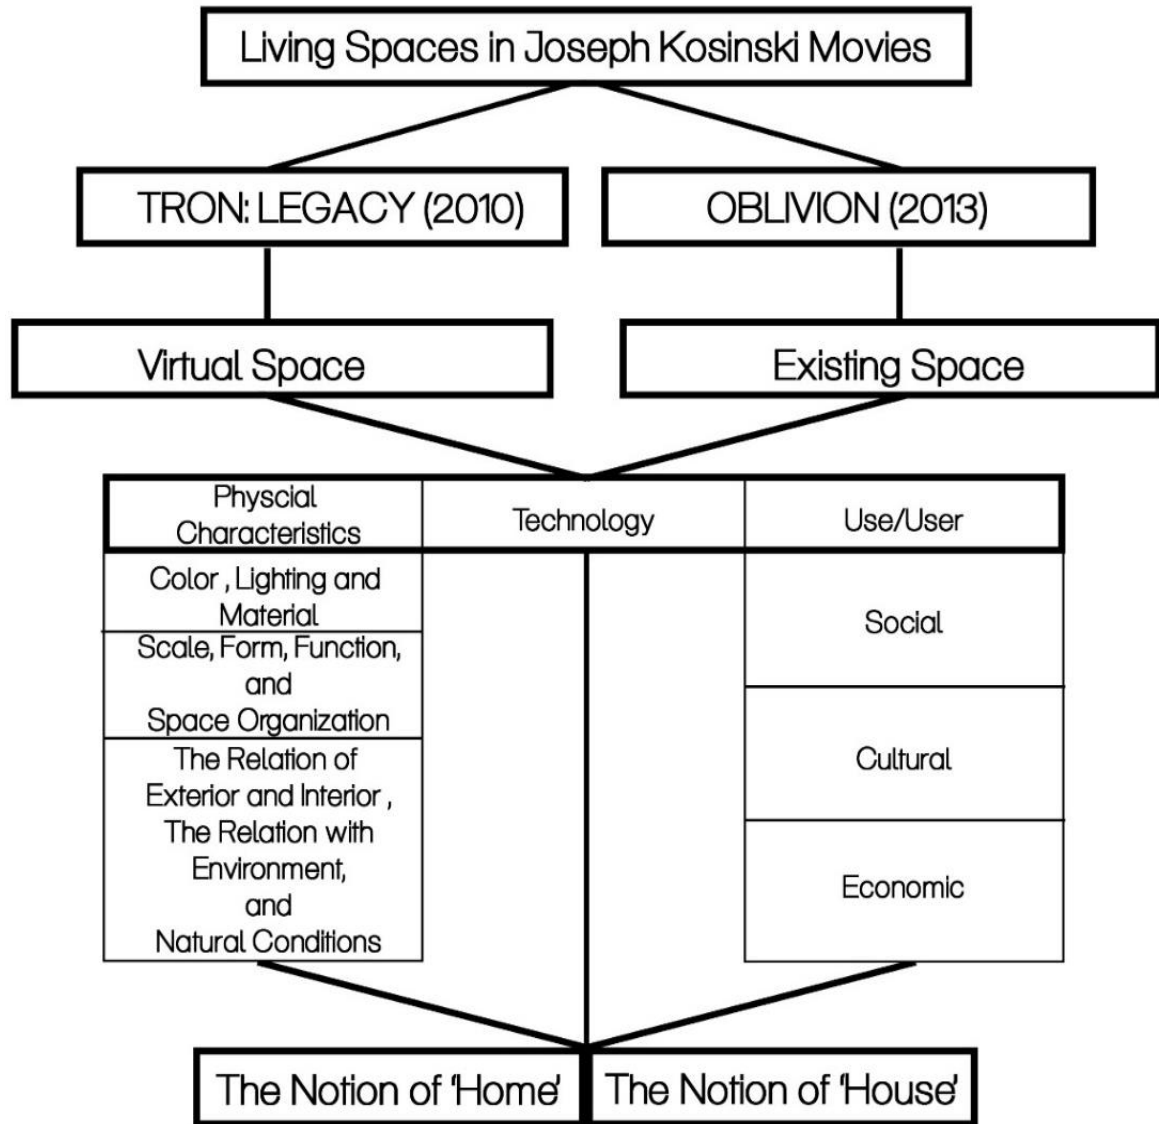 Living Spaces in Joseph Kosinski Movies
TRON: LEGACY (2010)
OBLIVION (2013)
Virtual Space
Existing Space
Physcial
Characteristics
Technology
Use/User
Color , Lighting and
Material
Scale, Form, Function,
and
Space Organization
The Relation of
Exterior and Interior ,
The Relation with
Environment,
and
Natural Conditions
Social
Cultural
Economic
The Notion of 'Home'
The Notion of 'House'